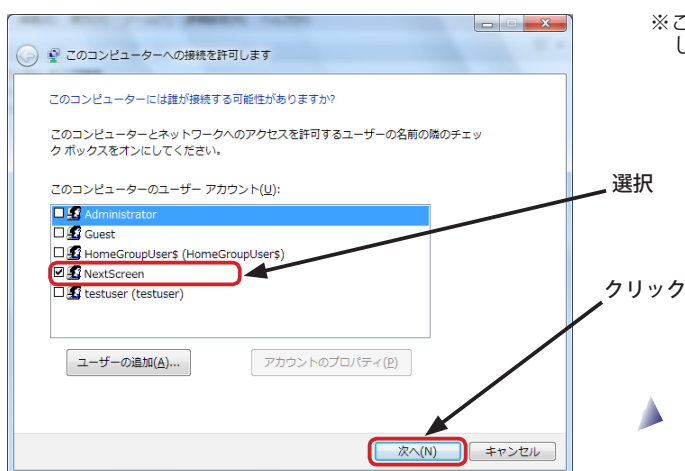 ※こ
し
このコンピューターへの接続を許可します
このコンピューターには誰が接続する可能性がありますか?
このコンピューターとネットワークへのアクセスを許可するユーザーの名前の隣のチェッ
ク ボックスをオンにしてください。
このコンピューターのユーザー アカウント(U):
Administrator
Guest
HomeGroupUser$ (HomeGroupUser$)
NextScreen
testuser (testuser)
選択
クリック
ユーザーの追加(A)...
アカウントのプロパティ(P)
次へ(N)
キャンセル